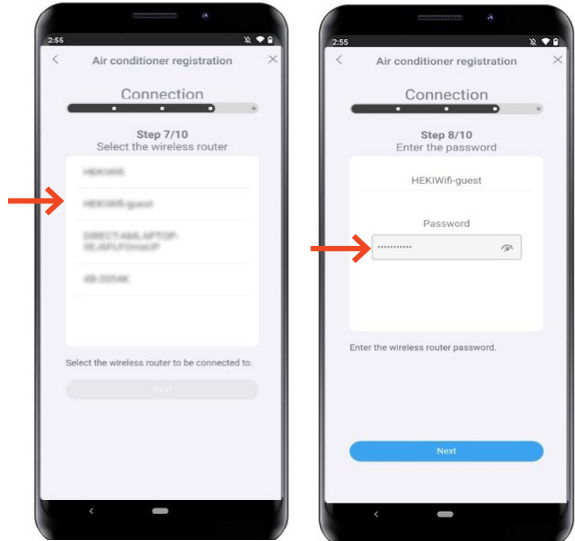 2:55
Air conditioner registration
Connection
Step 7/10
Select the wireless router
HEKIWifi
HEKIWifi-guest
Select the wireless router to be connected to.
Next
2:55
Air conditioner registration
Connection
Step 8/10
Enter the password
HEKIWifi-guest
Password
Enter the wireless router password.
Next